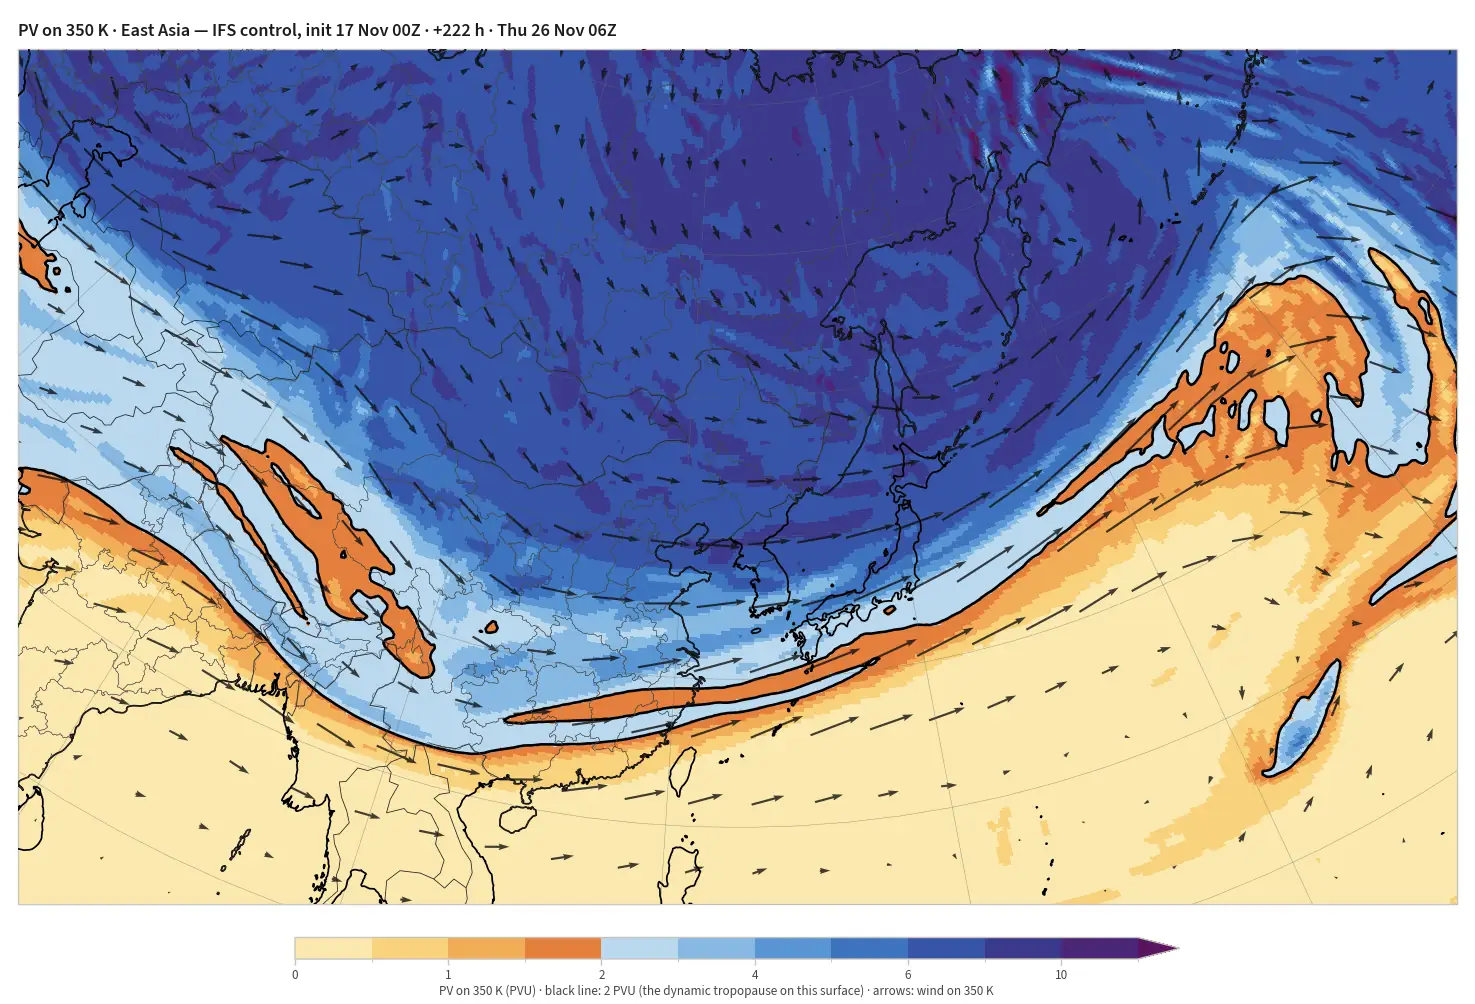 PV on 350 K · East Asia — IFS control, init 17 Nov 00Z · +222 h · Thu 26 Nov 06Z
0 1 2 4 6 10
PV on 350 K (PVU) · black line: 2 PVU (the dynamic tropopause on this surface) · arrows: wind on 350 K